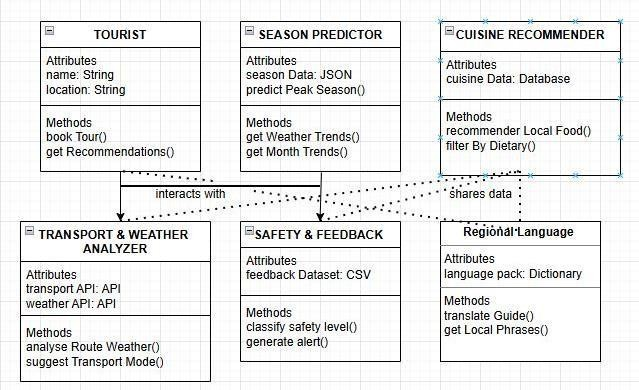 TOURIST
Attributes
name: String
location: String
Methods
book Tour()
get Recommendations()
SEASON PREDICTOR
Attributes
season Data: JSON
predict Peak Season()
Methods
get Weather Trends()
get Month Trends()
CUISINE RECOMMENDER
Attributes
cuisine Data: Database
Methods
recommender Local Food()
filter By Dietary()
interacts with
shares data
TRANSPORT & WEATHER
ANALYZER
Attributes
transport API: API
weather API: API
Methods
analyse Route Weather()
suggest Transport Mode()
SAFETY & FEEDBACK
Attributes
feedback Dataset: CSV
Methods
classify safety level()
generate alert()
Regional Language
Attributes
language pack: Dictionary
Methods
translate Guide()
get Local Phrases()